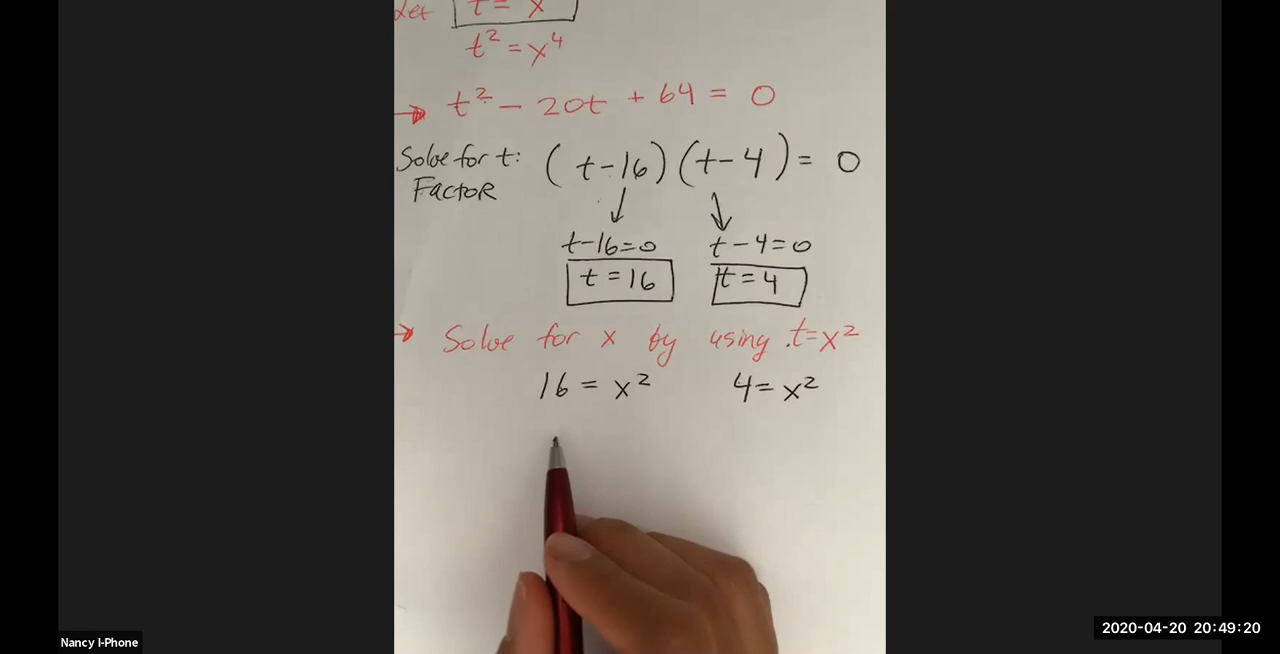 Let t = x
t² = x⁴
→ t² - 20t + 64 = 0
Solve for t: (t-16)(t-4) = 0
Factor
t-16=0 t-4=0
t=16 t=4
→ Solve for x by using t=x²
16 = x² 4=x²
Nancy I-Phone
2020-04-20 20:49:20